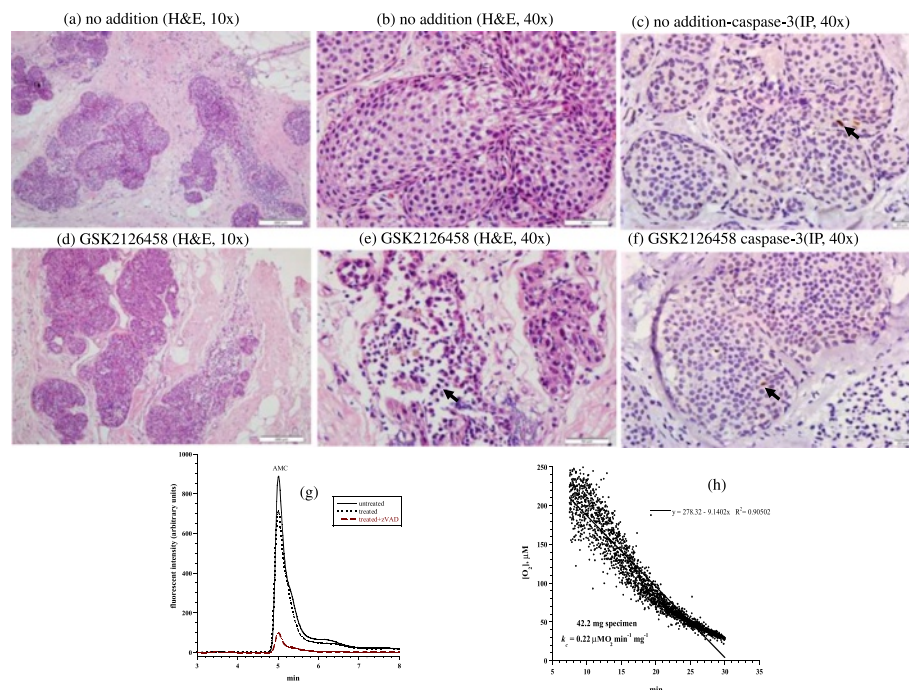 (a) no addition (H&E, 10x)
(b) no addition (H&E, 40x)
(c) no addition-caspase-3(IP, 40x)
(d) GSK2126458 (H&E, 10x)
(e) GSK2126458 (H&E, 40x)
(f) GSK2126458 caspase-3(IP, 40x)
(g)
AMC
untreated
treated
treated+zVAD
fluorescent intensity (arbitrary units)
1000
800
600
400
200
0
3 4 5 6 7 8
min
(h)
y = 278.32 - 9.1402x R²=0.90502
[O₂], µM
250
200
150
100
50
0
42.2 mg specimen
k꜀ = 0.22 µMO₂ min⁻¹ mg⁻¹
5 10 15 20 25 30 35
min